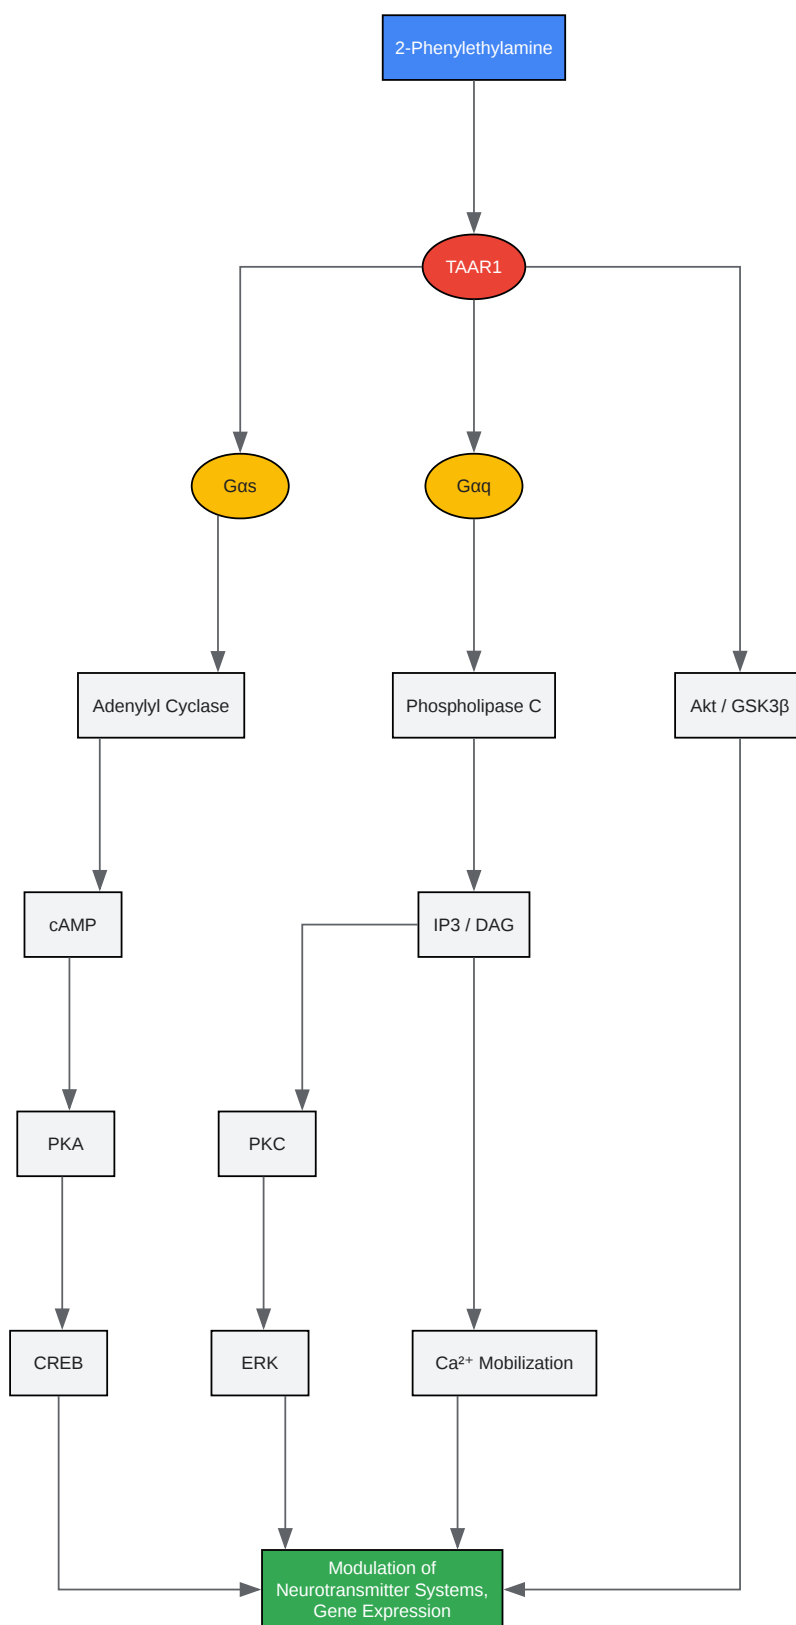 2-Phenylethylamine
TAAR1
Gαs
Gαq
Adenylyl Cyclase
Phospholipase C
Akt / GSK3β
cAMP
IP3 / DAG
PKA
PKC
CREB
ERK
Ca²⁺ Mobilization
Modulation of
Neurotransmitter Systems,
Gene Expression